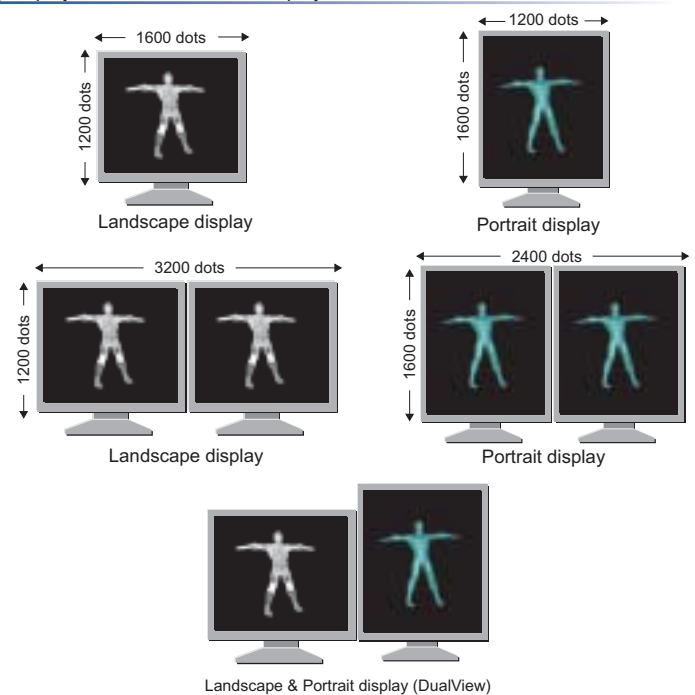 1600 dots
1200 dots
1200 dots
1600 dots
Landscape display
Portrait display
3200 dots
2400 dots
1200 dots
1600 dots
Landscape display
Portrait display
Landscape & Portrait display (DualView)